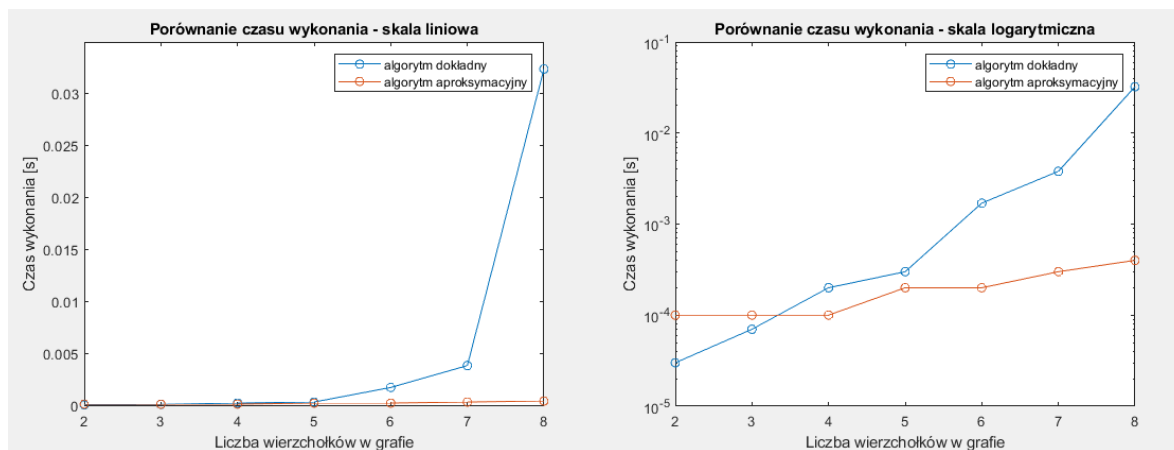 Porównanie czasu wykonania - skala liniowa
algorytm dokładny
algorytm aproksymacyjny
0.03
0.025
0.02
0.015
0.01
0.005
0
Czas wykonania [s]
2 3 4 5 6 7 8
Liczba wierzchołków w grafie
Porównanie czasu wykonania - skala logarytmiczna
algorytm dokładny
algorytm aproksymacyjny
10⁻¹
10⁻²
10⁻³
10⁻⁴
10⁻⁵
Czas wykonania [s]
2 3 4 5 6 7 8
Liczba wierzchołków w grafie